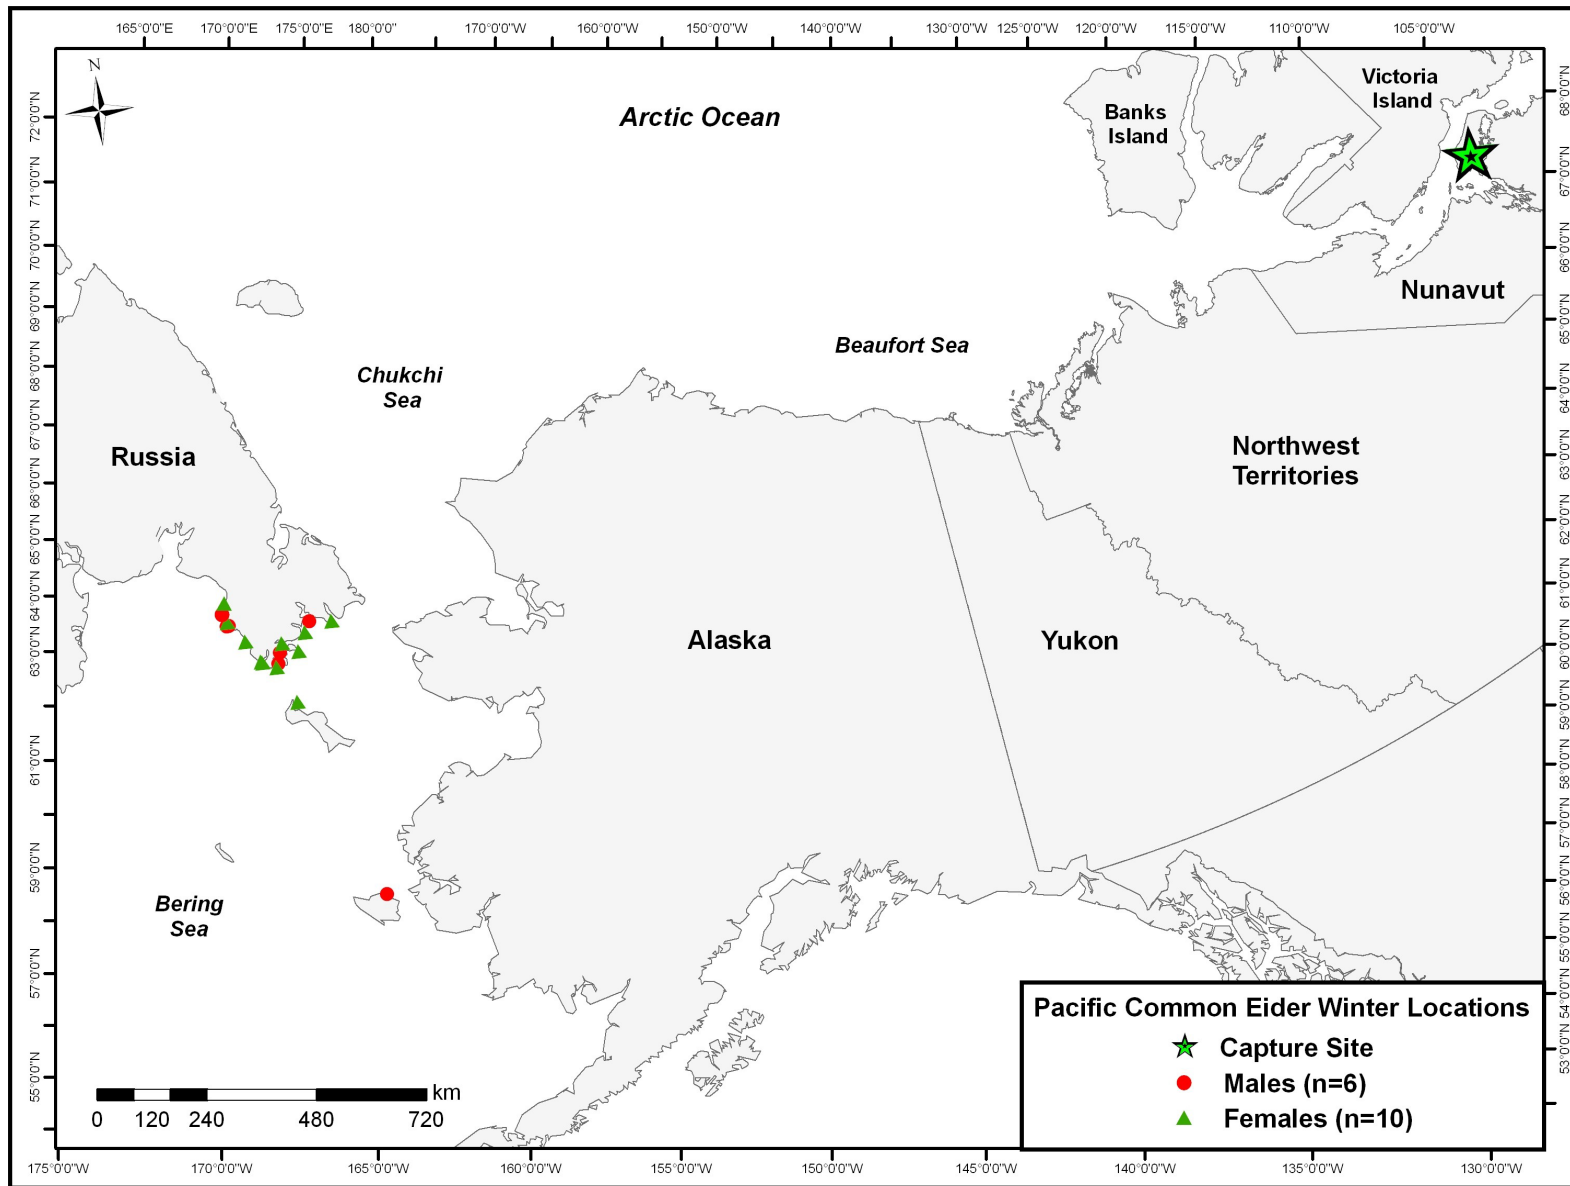 165°0'0"E 170°0'0"E 175°0'0"E 180°0'0" 170°0'0"W 150°0'0"W 140°0'0"W 130°0'0"W 125°0'0"W 120°0'0"W 115°0'0"W 110°0'0"W 105°0'0"W
N
Arctic Ocean
Banks
Island
Victoria
Island
Nunavut
Beaufort Sea
Chukchi
Sea
Russia
Northwest
Territories
Alaska
Yukon
Bering
Sea
72°0'0"N
71°0'0"N
70°0'0"N
69°0'0"N
68°0'0"N
67°0'0"N
66°0'0"N
65°0'0"N
64°0'0"N
63°0'0"N
61°0'0"N
59°0'0"N
57°0'0"N
55°0'0"N
68°0'0"N
67°0'0"N
66°0'0"N
65°0'0"N
64°0'0"N
63°0'0"N
62°0'0"N
61°0'0"N
60°0'0"N
59°0'0"N
58°0'0"N
57°0'0"N
56°0'0"N
55°0'0"N
54°0'0"N
53°0'0"N
Pacific Common Eider Winter Locations
Capture Site
Males (n=6)
Females (n=10)
km
0 120 240 480 720
175°0'0"W 170°0'0"W 165°0'0"W 160°0'0"W 155°0'0"W 150°0'0"W 145°0'0"W 140°0'0"W 135°0'0"W 130°0'0"W